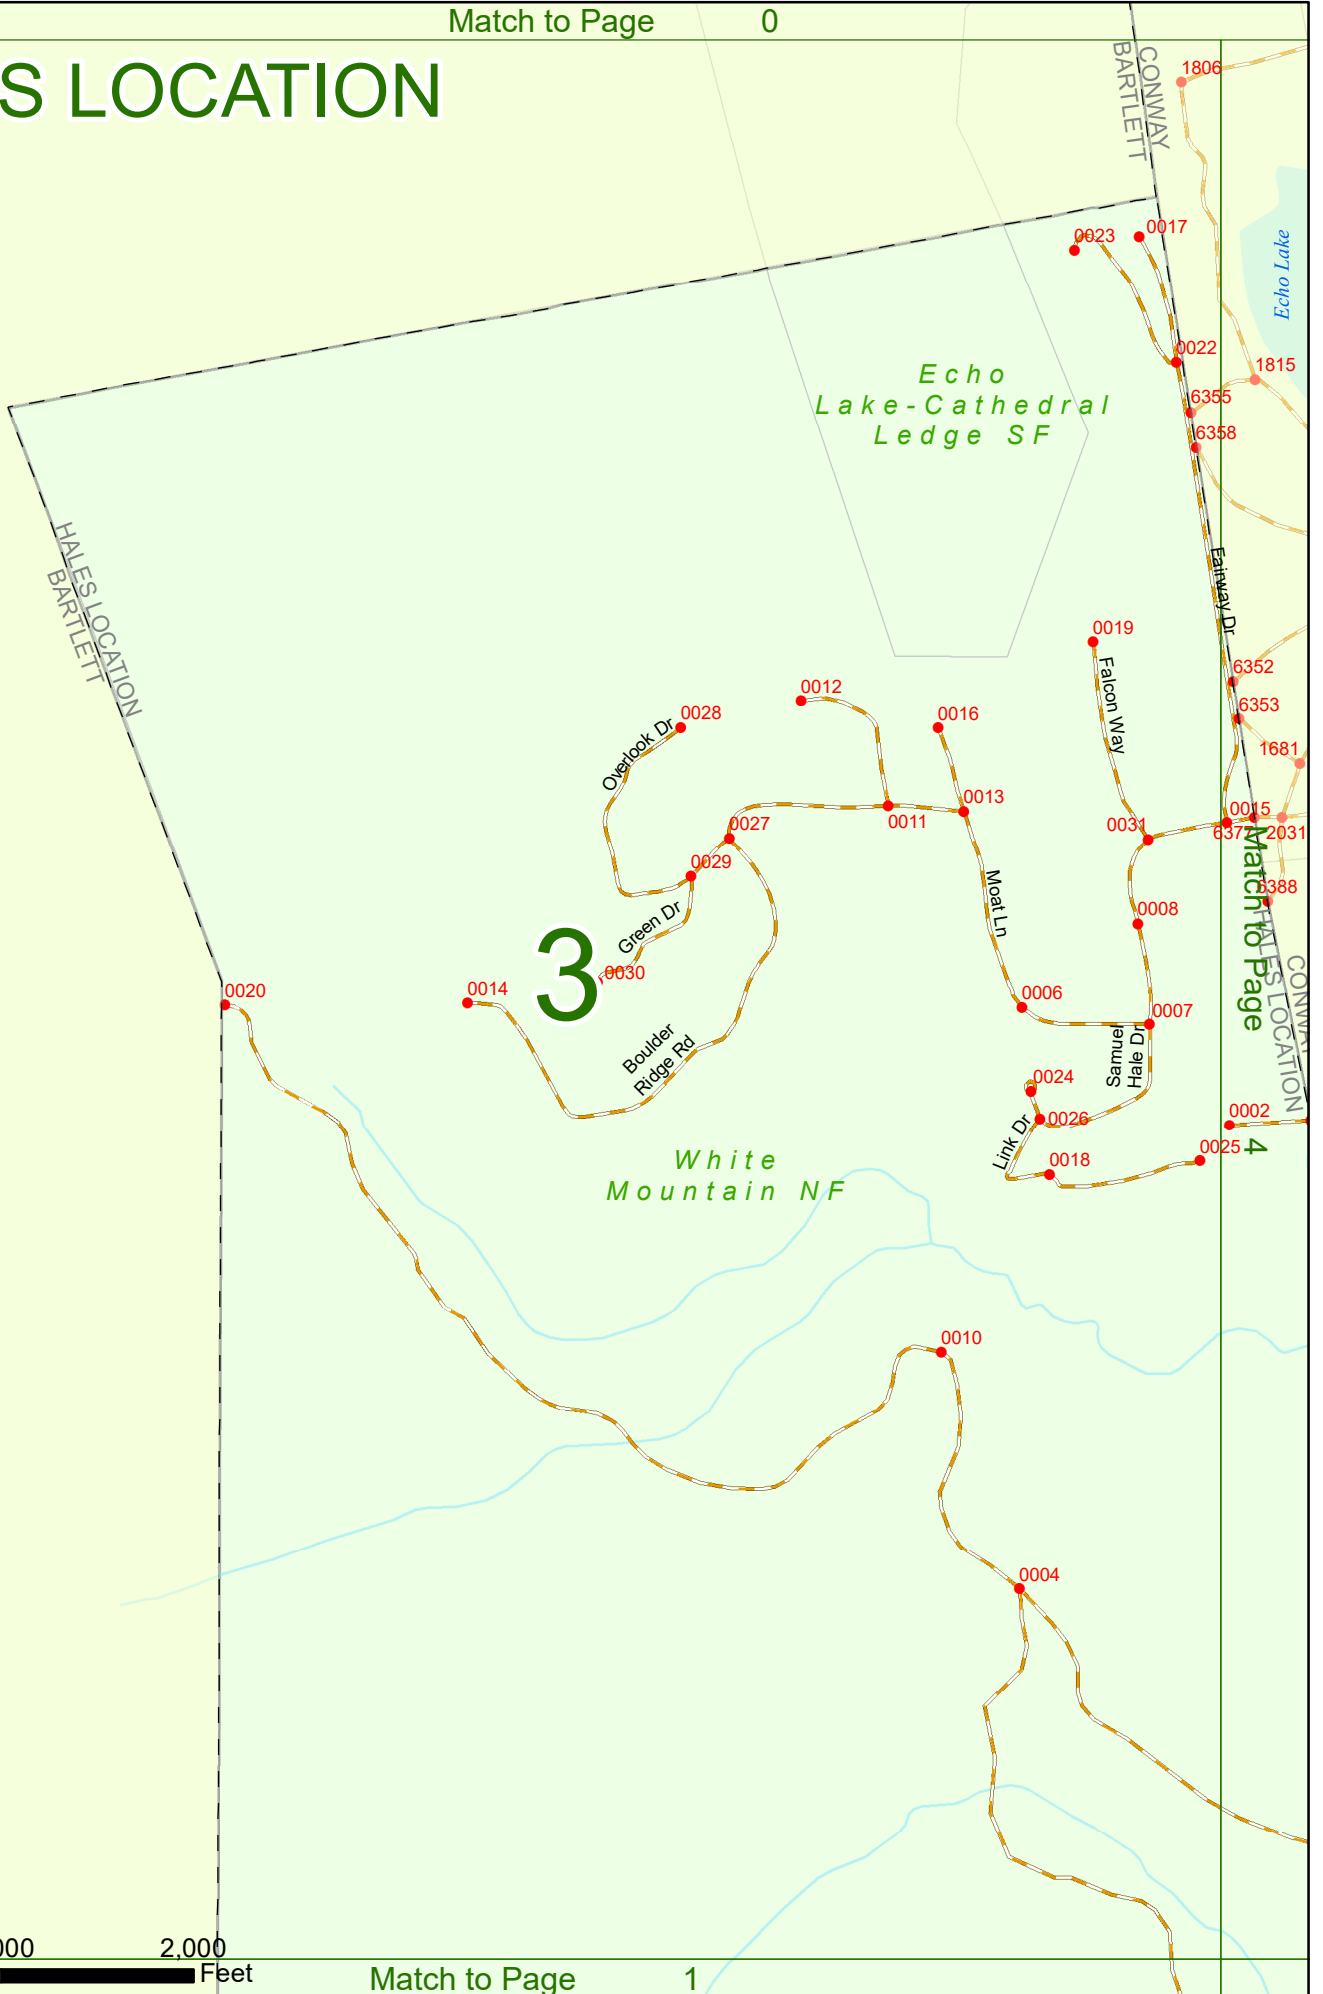 Match to Page 0
S LOCATION
CONWAY
BARTLETT
1806
0023
0017
Echo Lake
0022
1815
6355
6358
Echo
Lake-Cathedral
Ledge SF
HALES LOCATION
BARTLETT
Fairway Dr
0019
Falcon Way
6352
6353
1681
0012
0028
0016
Overlook Dr
0013
0011
0027
0031
0015
6377
2031
0029
Moat Ln
Match to Page
4
6388
0008
Green Dr
3
0030
0014
0020
0006
0007
HALES LOCATION
CONWA
Boulder
Ridge Rd
Samuel
Hale Dr
0024
0026
0002
Link Dr
0025
0018
White
Mountain NF
0010
0004
000
2,000
Feet
Match to Page 1